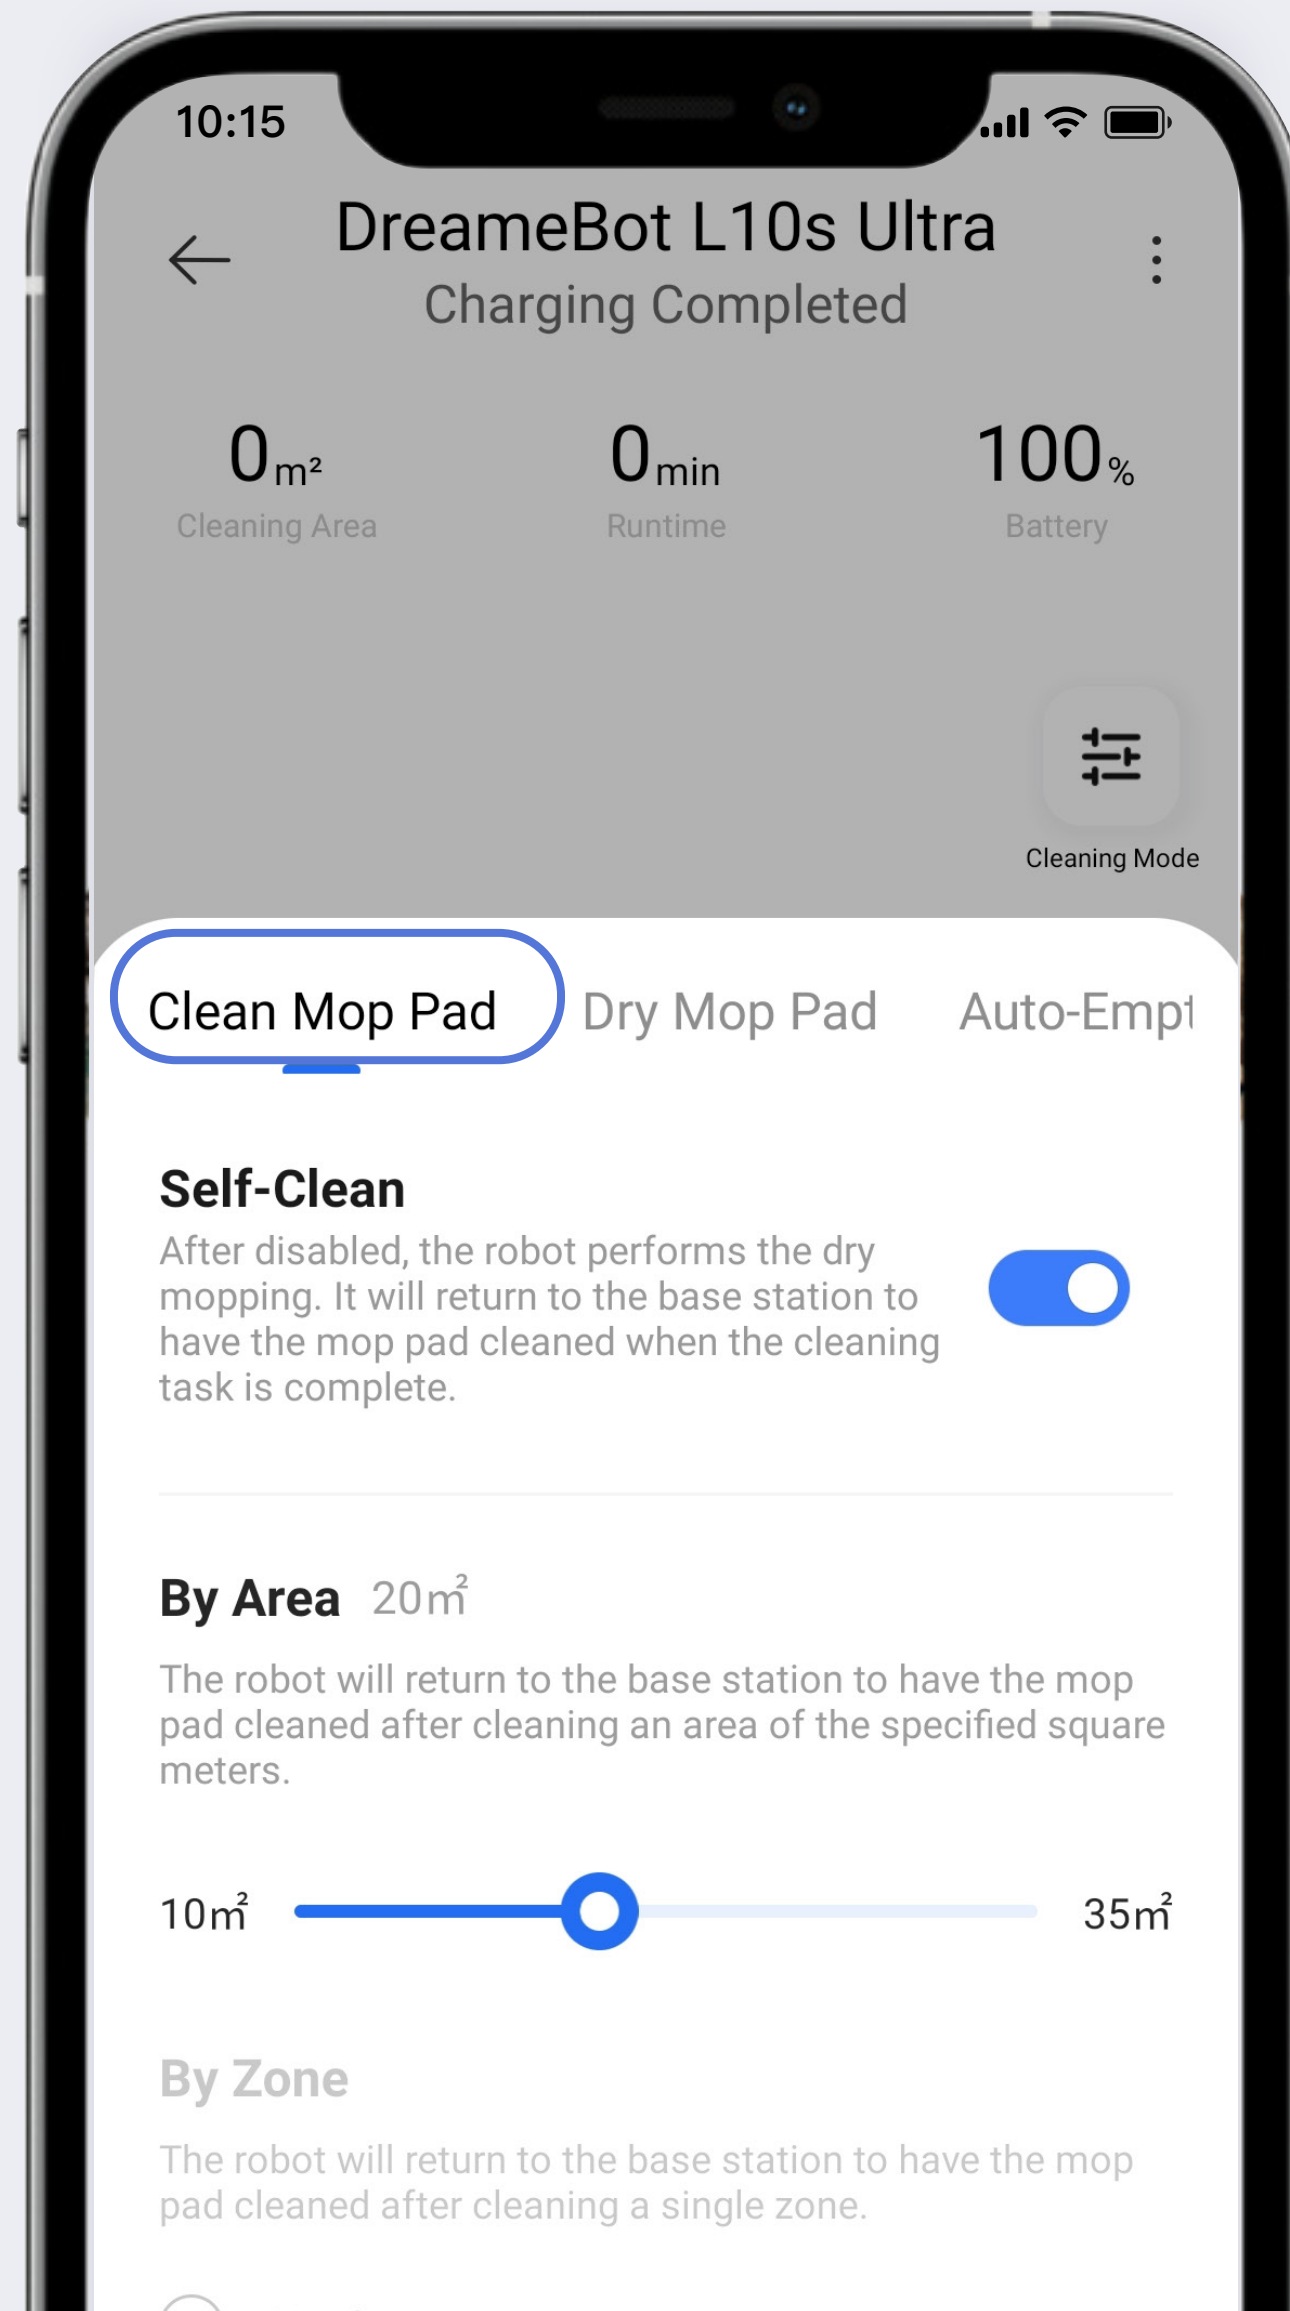 10:15
DreameBot L10s Ultra
Charging Completed
0 m² 0 min 100 %
Cleaning Area Runtime Battery
Cleaning Mode
Clean Mop Pad Dry Mop Pad Auto-Empt
Self-Clean
After disabled, the robot performs the dry
mopping. It will return to the base station to
have the mop pad cleaned when the cleaning
task is complete.
By Area 20㎡
The robot will return to the base station to have the mop
pad cleaned after cleaning an area of the specified square
meters.
10㎡ 35㎡
By Zone
The robot will return to the base station to have the mop
pad cleaned after cleaning a single zone.